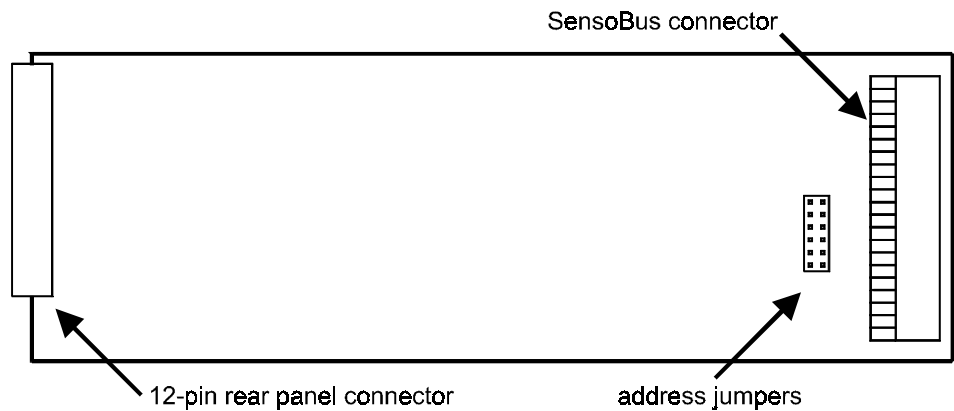 SensoBus connector
12-pin rear panel connector
address jumpers